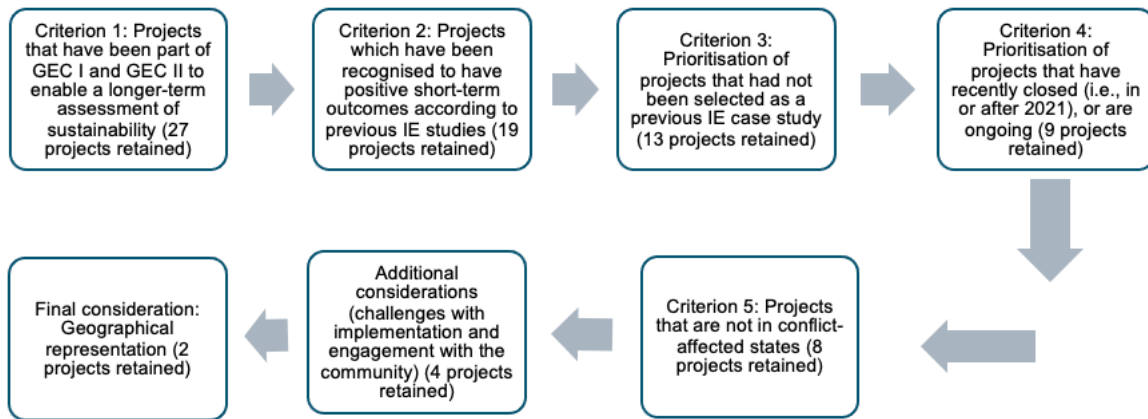 Criterion 1: Projects
that have been part of
GEC I and GEC II to
enable a longer-term
assessment of
sustainability (27
projects retained)
Criterion 2: Projects
which have been
recognised to have
positive short-term
outcomes according to
previous IE studies (19
projects retained)
Criterion 3:
Prioritisation of
projects that had not
been selected as a
previous IE case study
(13 projects retained)
Criterion 4:
Prioritisation of
projects that have
recently closed (i.e., in
or after 2021), or are
ongoing (9 projects
retained)
Criterion 5: Projects
that are not in conflict-
affected states (8
projects retained)
Additional
considerations
(challenges with
implementation and
engagement with the
community) (4 projects
retained)
Final consideration:
Geographical
representation (2
projects retained)